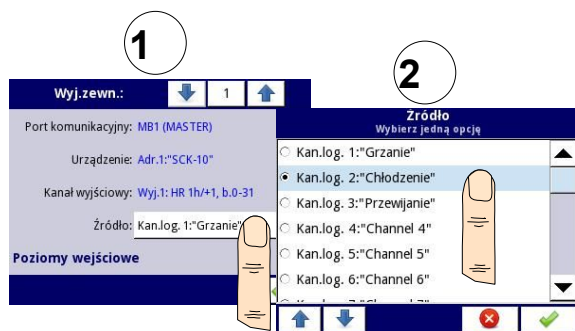 1
Wyj.zewn.: 1
Port komunikacyjny: MB1 (MASTER)
Urządzenie: Adr.1:"SCK-10"
Kanał wyjściowy: Wyj.1: HR 1h/+1, b.0-31
Źródło: Kan.log. 1:"Grzanie"
Poziomy wejściowe
2
Źródło
Wybierz jedną opcję
Kan.log. 1:"Grzanie"
Kan.log. 2:"Chłodzenie"
Kan.log. 3:"Przewijanie"
Kan.log. 4:"Channel 4"
Kan.log. 5:"Channel 5"
Kan.log. 6:"Channel 6"